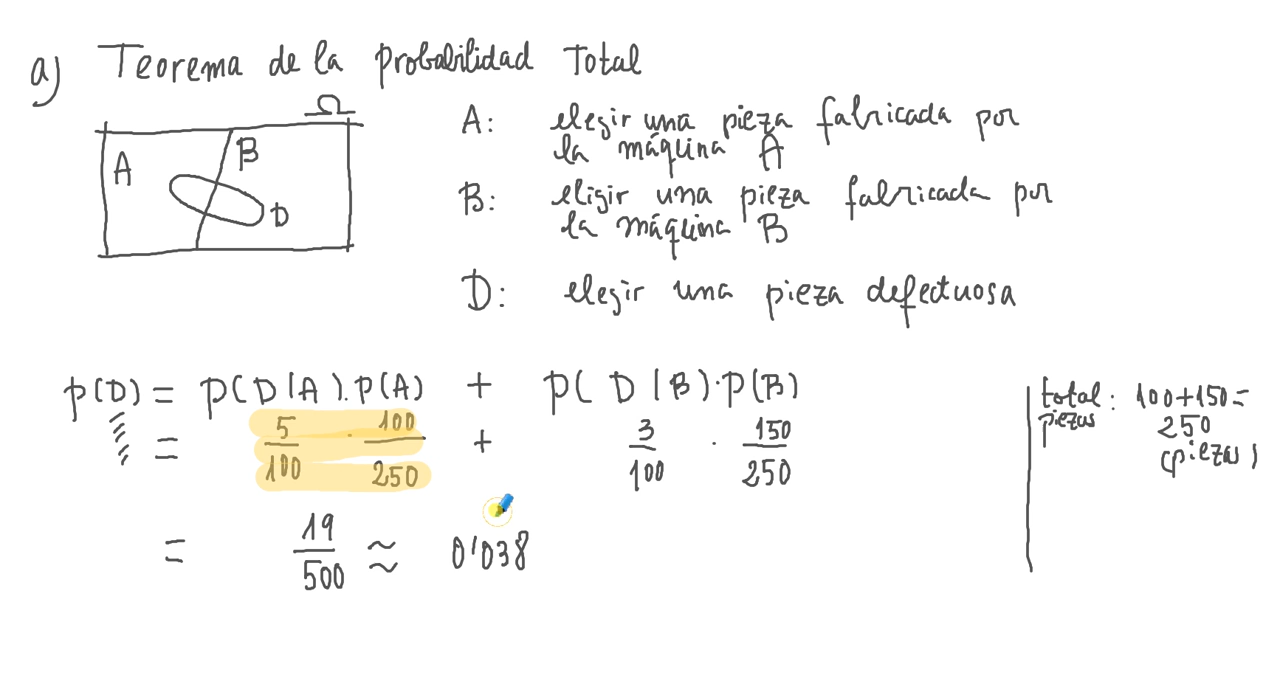 a) Teorema de la probabilidad Total
Ω
A B D
A: elegir una pieza fabricada por
la máquina A
B: eligir una pieza fabricada por
la máquina B
D: elegir una pieza defectuosa
p(D) = p(D|A).p(A) + p(D|B)·p(B)
= 5/100 · 100/250 + 3/100 · 150/250
= 19/500 ≈ 0'038
total piezas: 100+150=
250
(piezas)